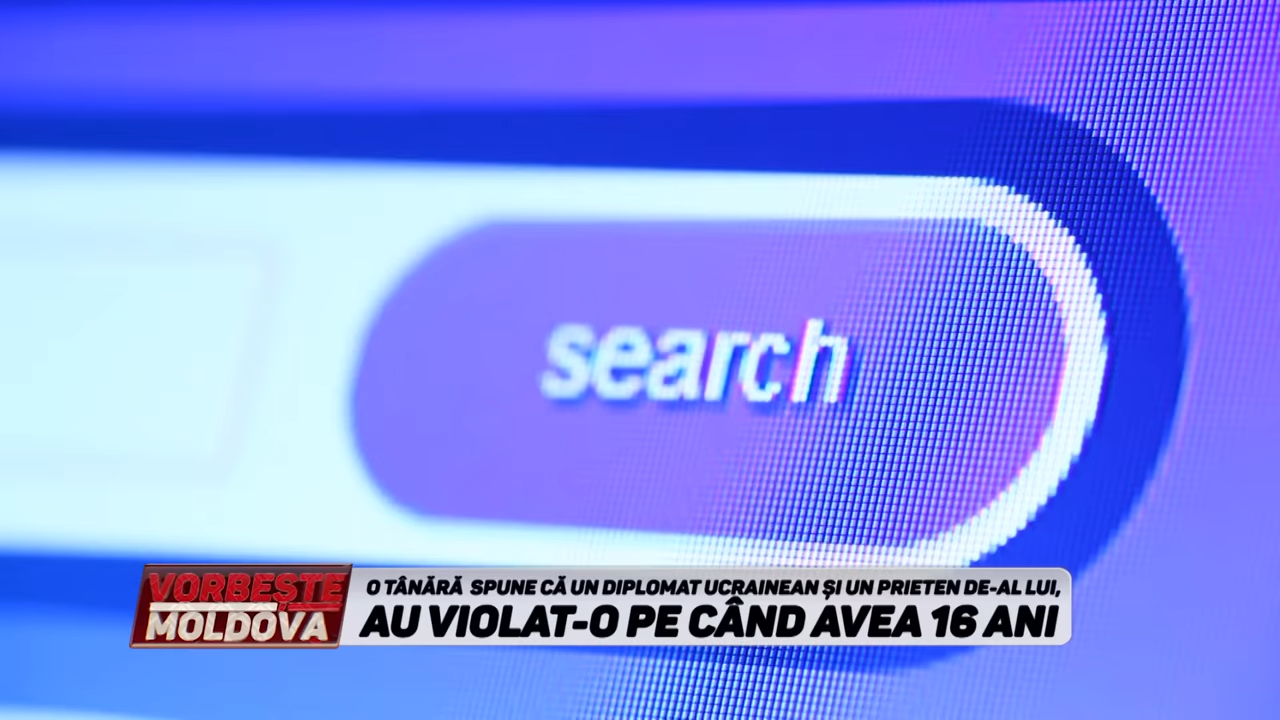 search
VORBEȘTE
MOLDOVA
O TÂNĂRĂ SPUNE CĂ UN DIPLOMAT UCRAINEAN ȘI UN PRIETEN DE-AL LUI,
AU VIOLAT-O PE CÂND AVEA 16 ANI